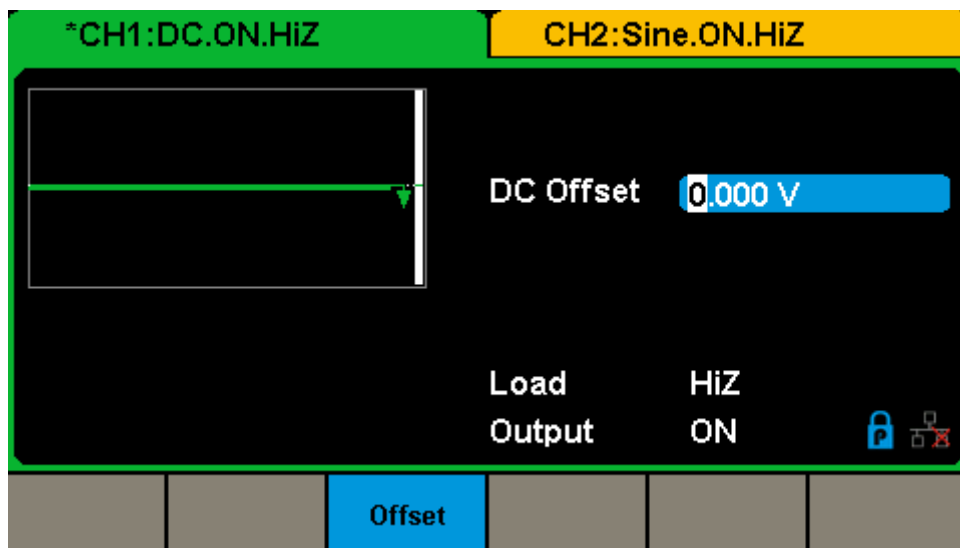 *CH1:DC.ON.HiZ
CH2:Sine.ON.HiZ
DC Offset 0.000 V
Load HiZ
Output ON
P
Offset